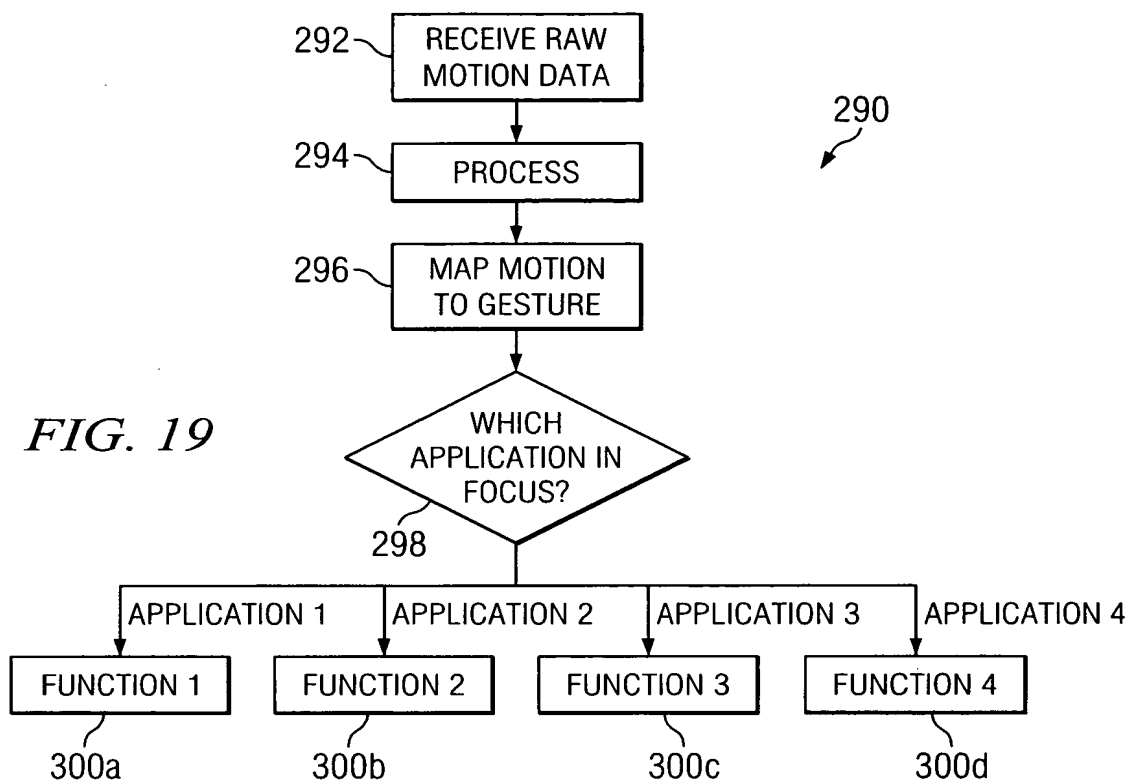 292
RECEIVE RAW
MOTION DATA
290
294
PROCESS
296
MAP MOTION
TO GESTURE
FIG. 19
WHICH
APPLICATION IN
FOCUS?
298
APPLICATION 1
APPLICATION 2
APPLICATION 3
APPLICATION 4
FUNCTION 1
FUNCTION 2
FUNCTION 3
FUNCTION 4
300a
300b
300c
300d